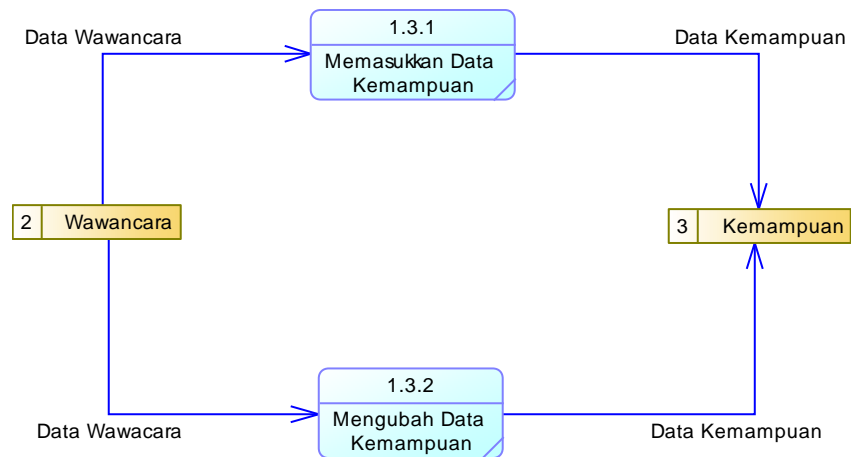 1.3.1
Data Wawancara
Data Kemampuan
Memasukkan Data
Kemampuan
2 Wawancara
3 Kemampuan
1.3.2
Mengubah Data
Kemampuan
Data Wawacara
Data Kemampuan